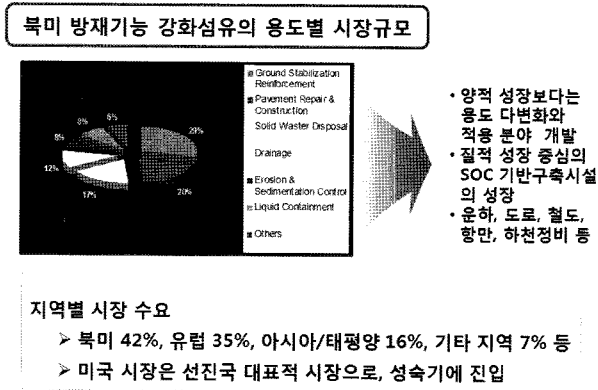 북미 방재기능 강화섬유의 용도별 시장규모
6%
8%
8%
12%
17%
20%
Ground Stabilization
Reinforcement
Pavement Repair &
Construction
Solid Waster Disposal
Drainage
Erosion &
Sedimentation Control
Liquid Containment
Others
• 양적 성장보다는
용도 다변화와
적용 분야 개발
• 질적 성장 중심의
SOC 기반구축시설
의 성장
• 운하, 도로, 철도,
항만, 하천정비 등
지역별 시장 수요
➢ 북미 42%, 유럽 35%, 아시아/태평양 16%, 기타 지역 7% 등
➢ 미국 시장은 선진국 대표적 시장으로, 성숙기에 진입